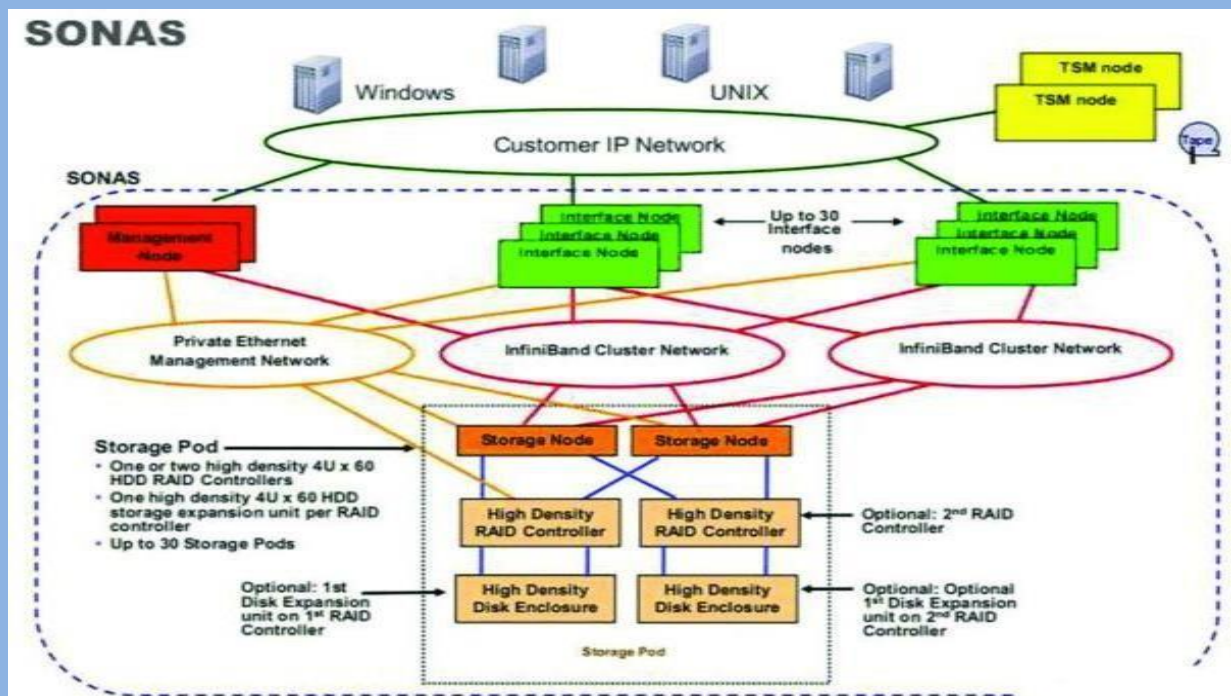 SONAS
Windows
UNIX
TSM node
TSM node
Customer IP Network
Tape
SONAS
Management
Node
Interface Node
Interface Node
Interface Node
Up to 30
Interface
nodes
Interface Node
Interface Node
Interface Node
Private Ethernet
Management Network
InfiniBand Cluster Network
InfiniBand Cluster Network
Storage Pod
• One or two high density 4U x 60
HDD RAID Controllers
• One high density 4U x 60 HDD
storage expansion unit per RAID
controller
• Up to 30 Storage Pods
Storage Node
Storage Node
High Density
RAID Controller
High Density
RAID Controller
Optional: 2nd RAID
Controller
Optional: 1st
Disk Expansion
unit on 1st RAID
Controller
High Density
Disk Enclosure
High Density
Disk Enclosure
Optional: Optional
1st Disk Expansion
unit on 2nd RAID
Controller
Storage Pod